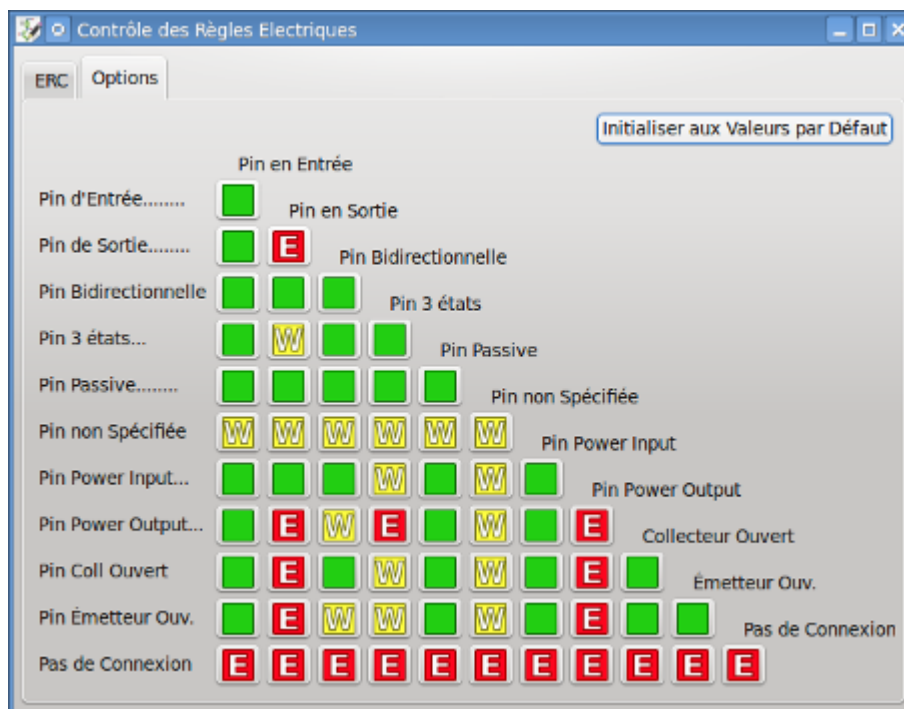 Contrôle des Règles Electriques
ERC
Options
Initialiser aux Valeurs par Défaut
Pin en Entrée
Pin d'Entrée........
Pin en Sortie
Pin de Sortie........
E
Pin Bidirectionnelle
Pin Bidirectionnelle
Pin 3 états
Pin 3 états...
W
Pin Passive
Pin Passive........
Pin non Spécifiée
Pin non Spécifiée
W W W W W W
Pin Power Input
Pin Power Input...
W W
Pin Power Output
Pin Power Output...
E W E W E
Collecteur Ouvert
Pin Coll Ouvert
E W W E
Émetteur Ouv.
Pin Émetteur Ouv.
E W W W E
Pas de Connexion
Pas de Connexion
E E E E E E E E E E E